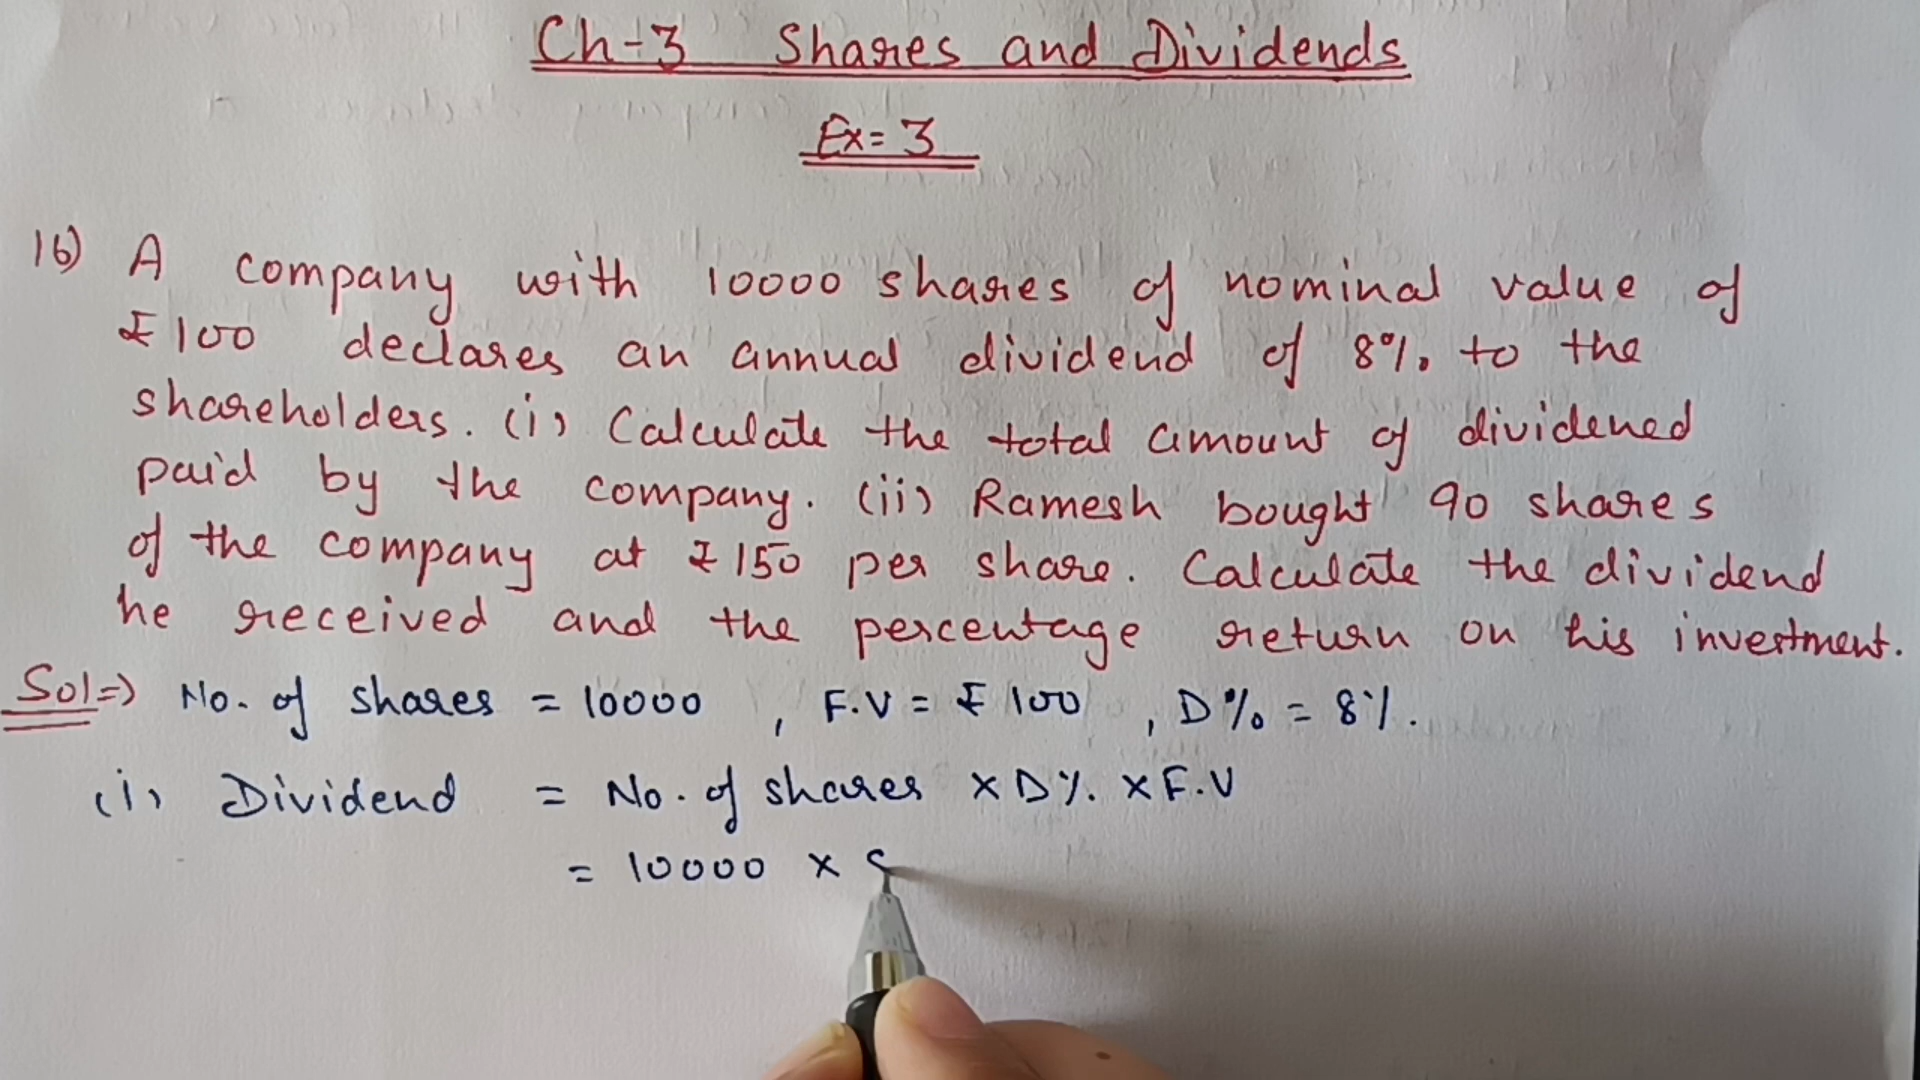 Ch-3 Shares and Dividends
Ex=3
16) A company with 10000 shares of nominal value of
₹100 declares an annual dividend of 8% to the
shareholders. (i) Calculate the total amount of dividened
paid by the company. (ii) Ramesh bought 90 shares
of the company at ₹150 per share. Calculate the dividend
he received and the percentage return on his investment.
Sol=) No. of shares = 10000 , F.V = ₹100 , D% = 8%.
(i) Dividend = No. of shares × D% × F.V
= 10000 ×